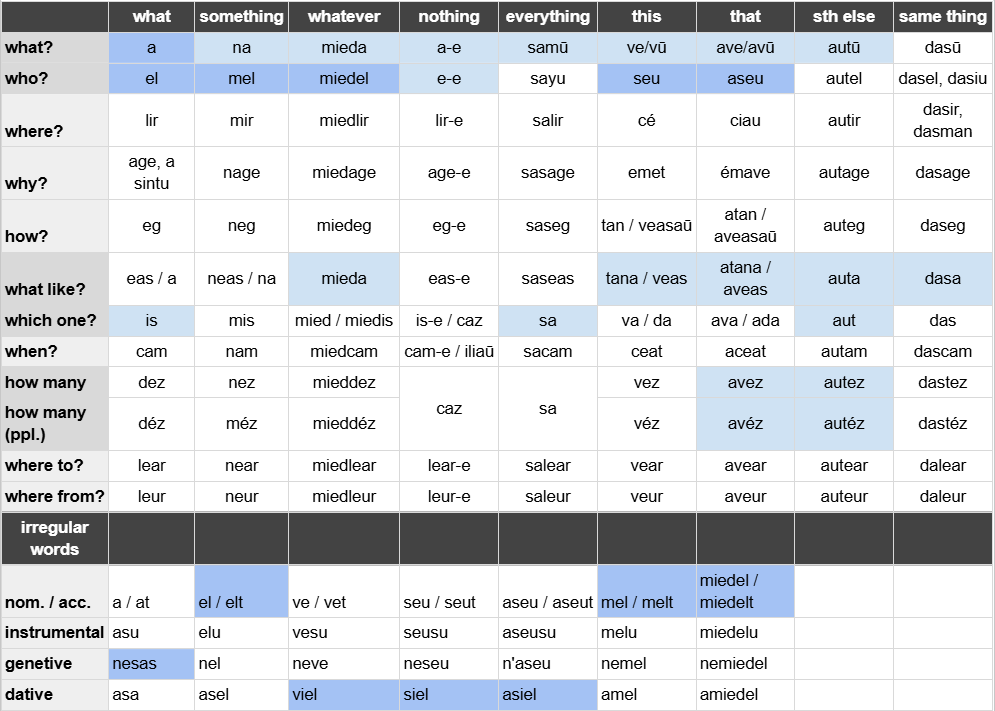 what something whatever nothing everything this that sth else same thing
what? a na mieda a-e samū ve/vū ave/avū autū dasū
who? el mel miedel e-e sayu seu aseu autel dasel, dasiu
where? lir mir miedlir lir-e salir cé ciau autir dasir, dasman
why? age, a sintu nage miedage age-e sasage emet émave autage dasage
how? eg neg miedeg eg-e saseg tan / veasaū atan / aveasaū auteg daseg
what like? eas / a neas / na mieda eas-e saseas tana / veas atana / aveas auta dasa
which one? is mis mied / miedis is-e / caz sa va / da ava / ada aut das
when? cam nam miedcam cam-e / iliaū sacam ceat aceat autam dascam
how many dez nez mieddez caz sa vez avez autez dastez
how many (ppl.) déz méz mieddéz véz avéz autéz dastéz
where to? lear near miedlear lear-e salear vear avear autear dalear
where from? leur neur miedleur leur-e saleur veur aveur auteur daleur
irregular words
nom. / acc. a / at el / elt ve / vet seu / seut aseu / aseut mel / melt miedel / miedelt
instrumental asu elu vesu seusu aseusu melu miedelu
genetive nesas nel neve neseu n'aseu nemel nemiedel
dative asa asel viel siel asiel amel amiedel